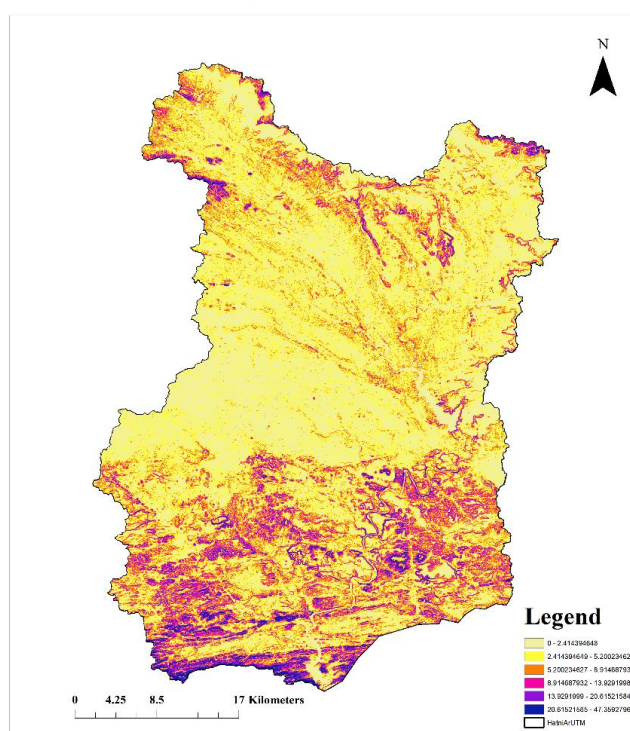 N
Legend
0 - 2.414394648
2.414394649 - 5.20023462
5.200234627 - 8.91468793
8.914687932 - 13.9291998
13.9291999 - 20.61521584
20.61521585 - 47.3592796
HatniArUTM
0 4.25 8.5 17 Kilometers